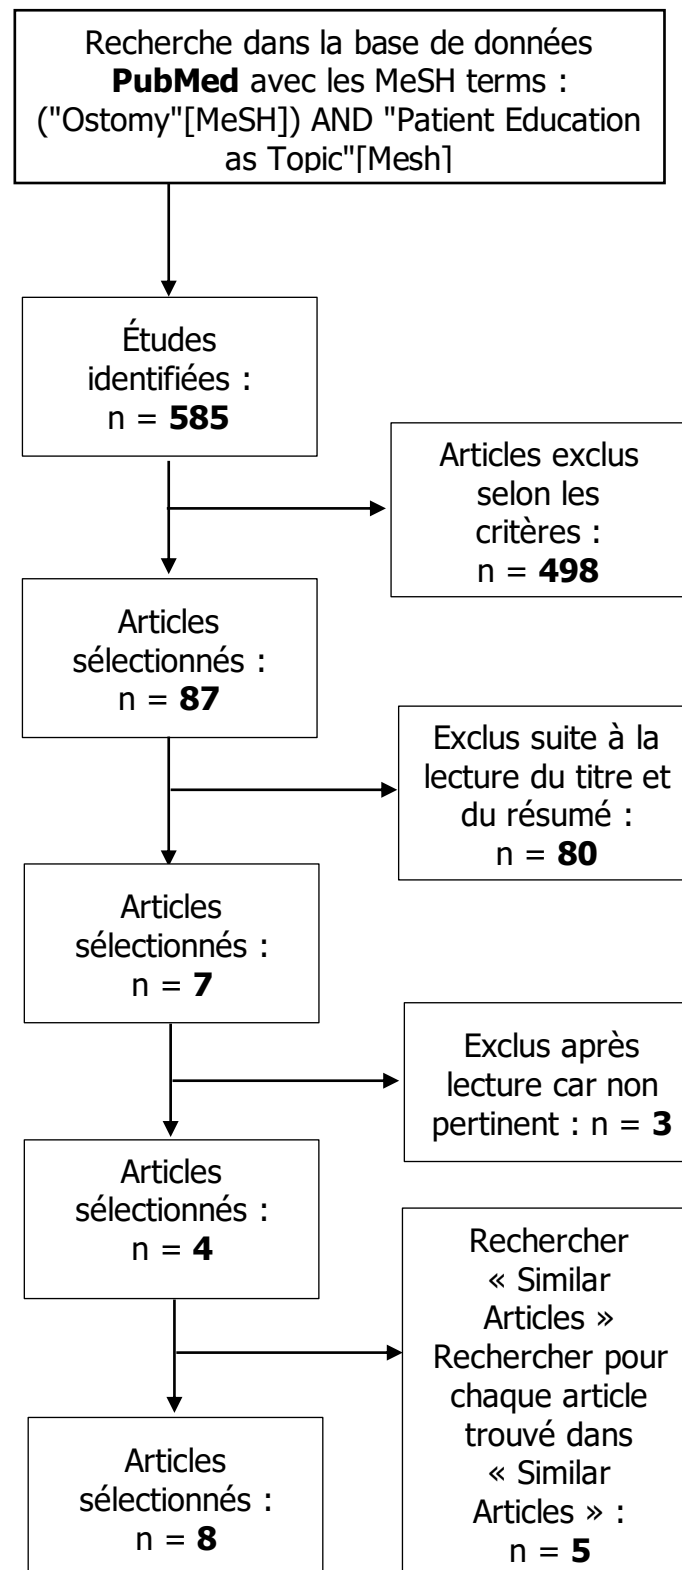 Recherche dans la base de données
PubMed avec les MeSH terms :
("Ostomy"[MeSH]) AND "Patient Education
as Topic"[Mesh]
Études
identifiées :
n = 585
Articles exclus
selon les
critères :
n = 498
Articles
sélectionnés :
n = 87
Exclus suite à la
lecture du titre et
du résumé :
n = 80
Articles
sélectionnés :
n = 7
Exclus après
lecture car non
pertinent : n = 3
Articles
sélectionnés :
n = 4
Rechercher
« Similar
Articles »
Rechercher pour
chaque article
trouvé dans
« Similar
Articles » :
n = 5
Articles
sélectionnés :
n = 8